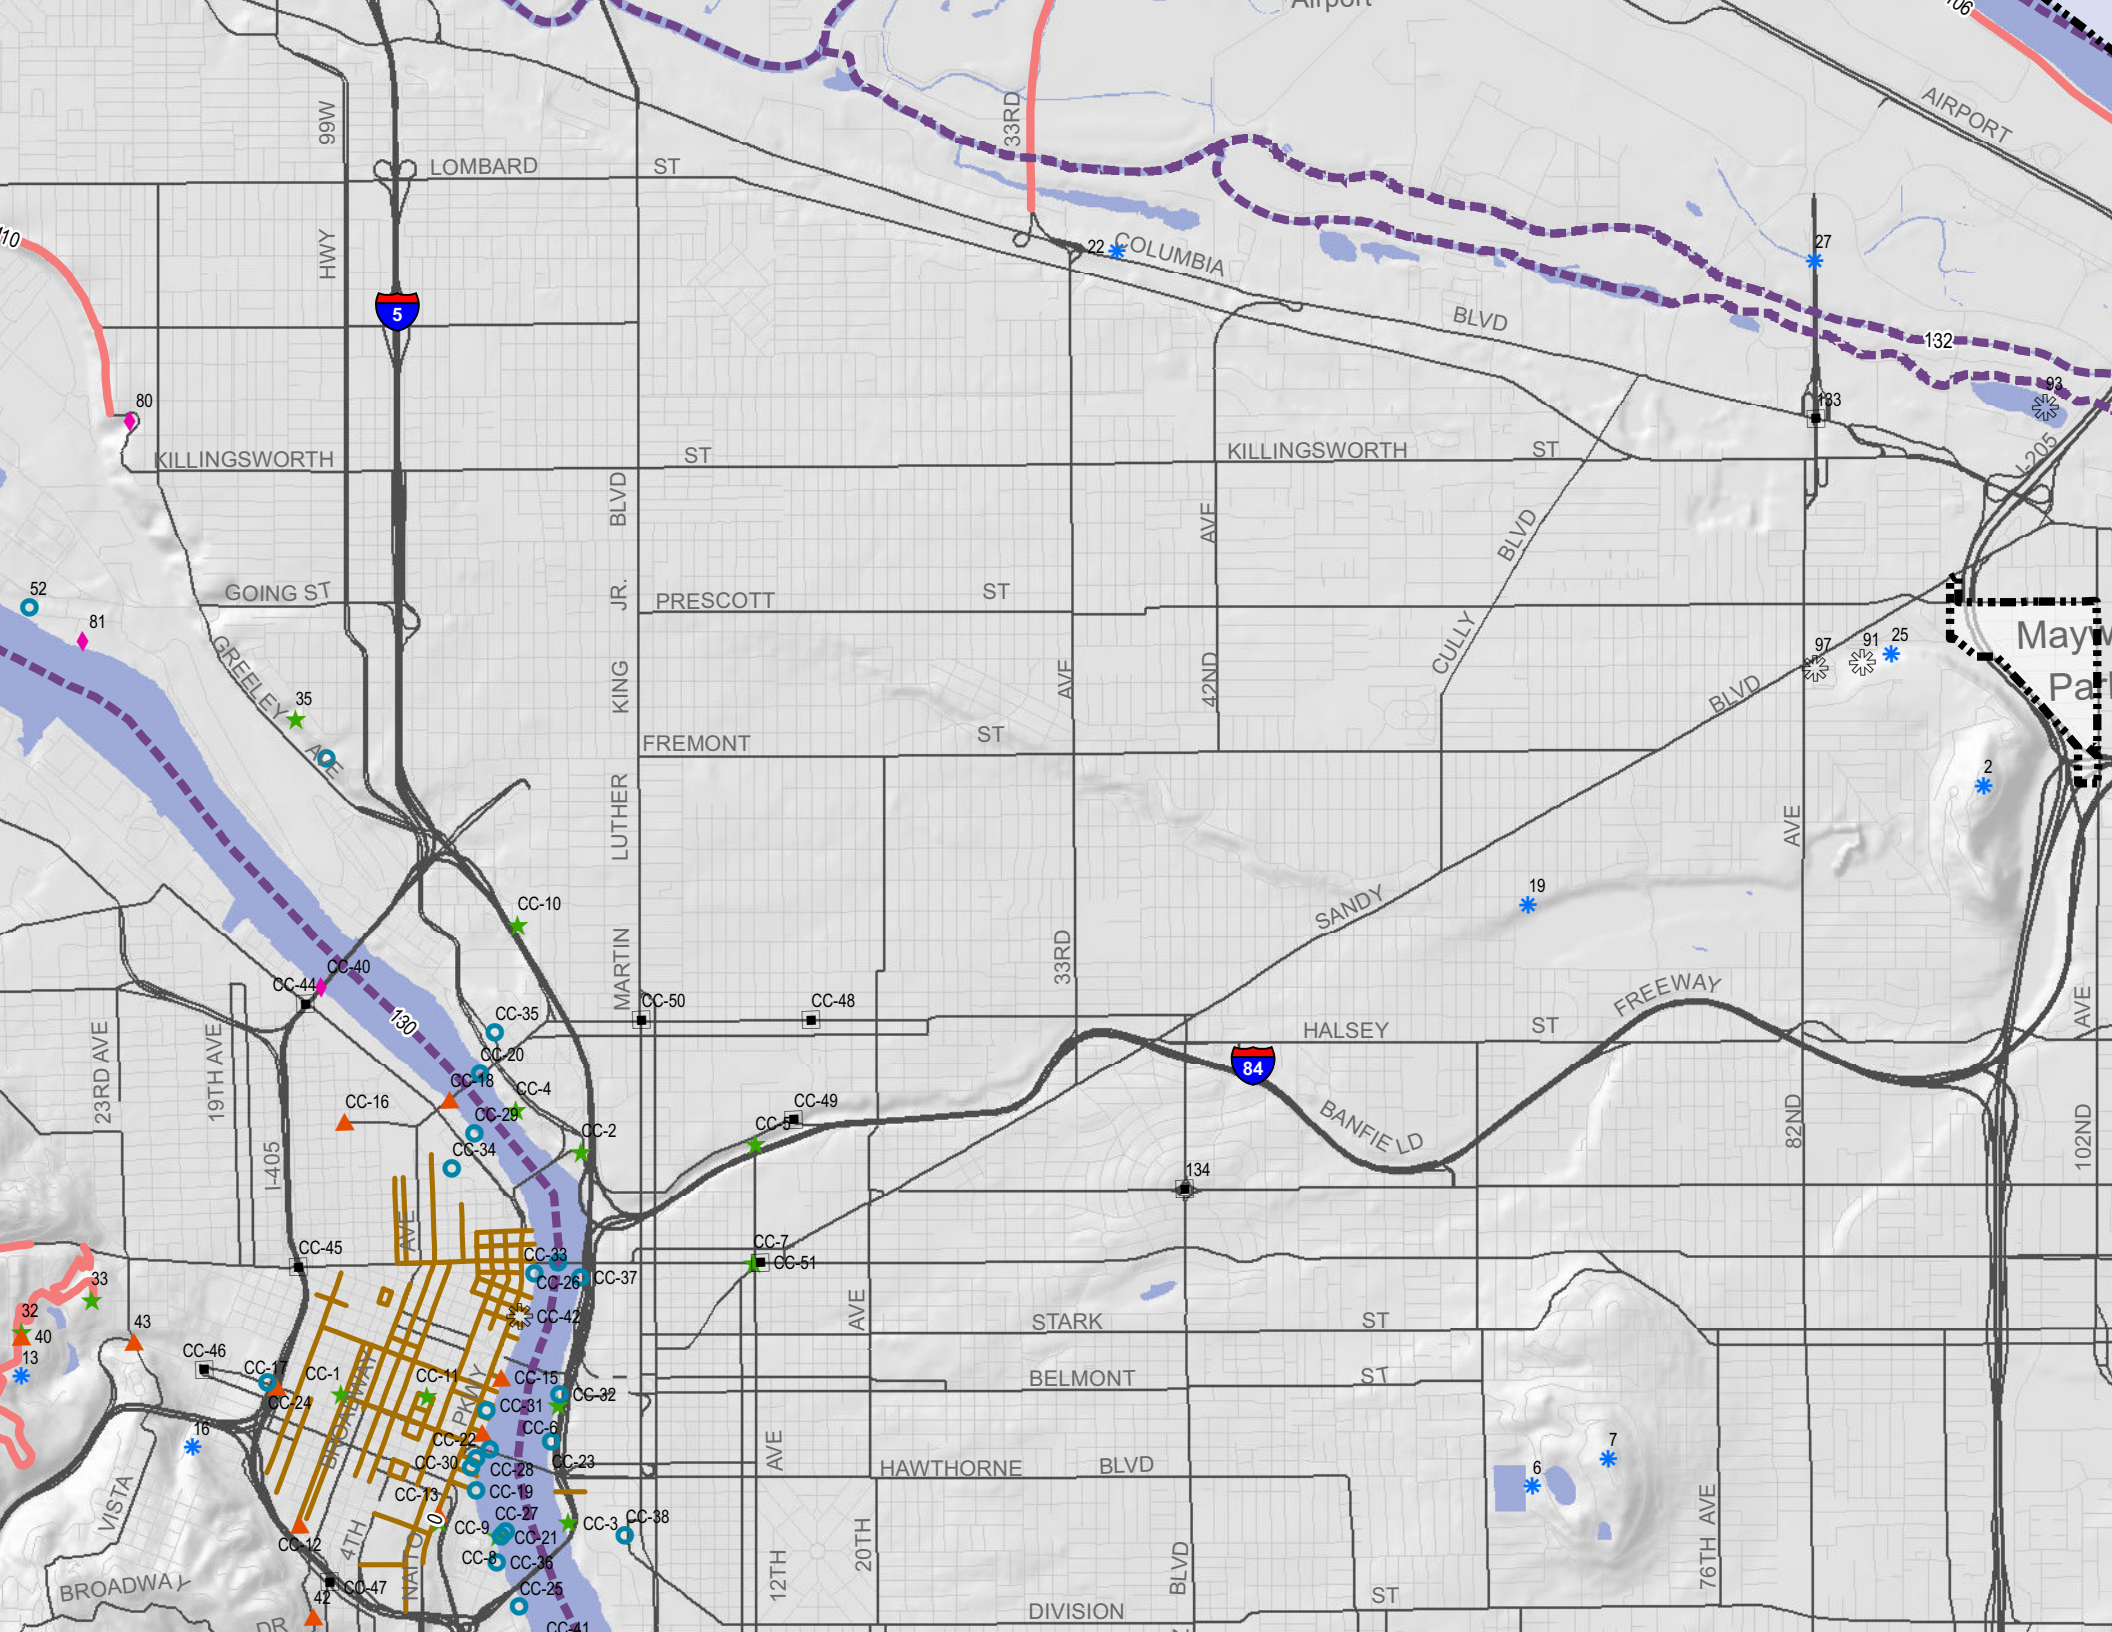 Airport
106
AIRPORT
99W
33RD
LOMBARD
ST
110
HWY
22
COLUMBIA
27
BLVD
5
132
93
80
133
KILLINGSWORTH
ST
KILLINGSWORTH
ST
I-205
BLVD
AVE
BLVD
52
GOING ST
JR.
PRESCOTT
ST
81
GREELEY
AVE
35
KING
AVE
42ND
CULLY
97
91
25
BLVD
FREMONT
ST
2
LUTHER
AVE
19
SANDY
CC-10
MARTIN
33RD
CC-40
CC-44
130
CC-50
CC-48
FREEWAY
HALSEY
ST
AVE
23RD AVE
19TH AVE
CC-35
CC-20
CC-18
CC-4
84
CC-16
CC-29
CC-49
CC-5
BANFIELD
82ND
102ND
I-405
CC-34
CC-2
134
AVE
CC-45
CC-33
CC-26
CC-37
CC-7
CC-51
33
32
40
43
13
CC-42
AVE
STARK
ST
CC-46
CC-17
CC-24
CC-1
CC-11
BROADWAY
PKWY
CC-15
CC-32
CC-31
BELMONT
ST
16
CC-22
CC-6
CC-30
CC-28
CC-23
AVE
HAWTHORNE
BLVD
7
6
VISTA
CC-13
CC-19
0
CC-9
CC-27
CC-21
CC-3
CC-38
CC-12
4TH
NAITO
CC-8
CC-36
12TH
20TH
BLVD
76TH AVE
BROADWAY
CC-47
42
CC-25
DIVISION
ST
DR
CC-41